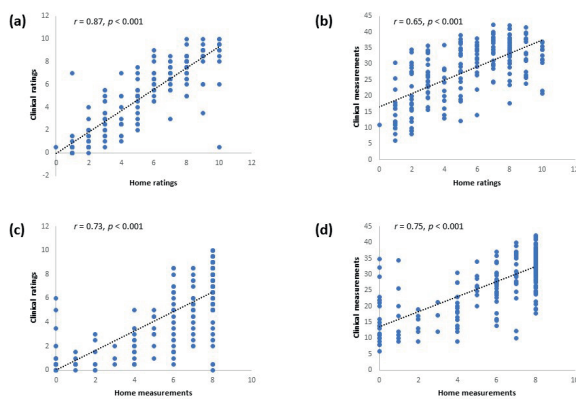 (a)
r = 0.87, p < 0.001
Clinical ratings
12
10
8
6
4
2
0
-2
0 2 4 6 8 10 12
Home ratings
(b)
r = 0.65, p < 0.001
Clinical measurements
45
40
35
30
25
20
15
10
5
0
0 2 4 6 8 10 12
Home ratings
(c)
r = 0.73, p < 0.001
Clinical ratings
12
10
8
6
4
2
0
0 2 4 6 8 10
Home measurements
(d)
r = 0.75, p < 0.001
Clinical measurements
45
40
35
30
25
20
15
10
5
0
0 2 4 6 8 10
Home measurements